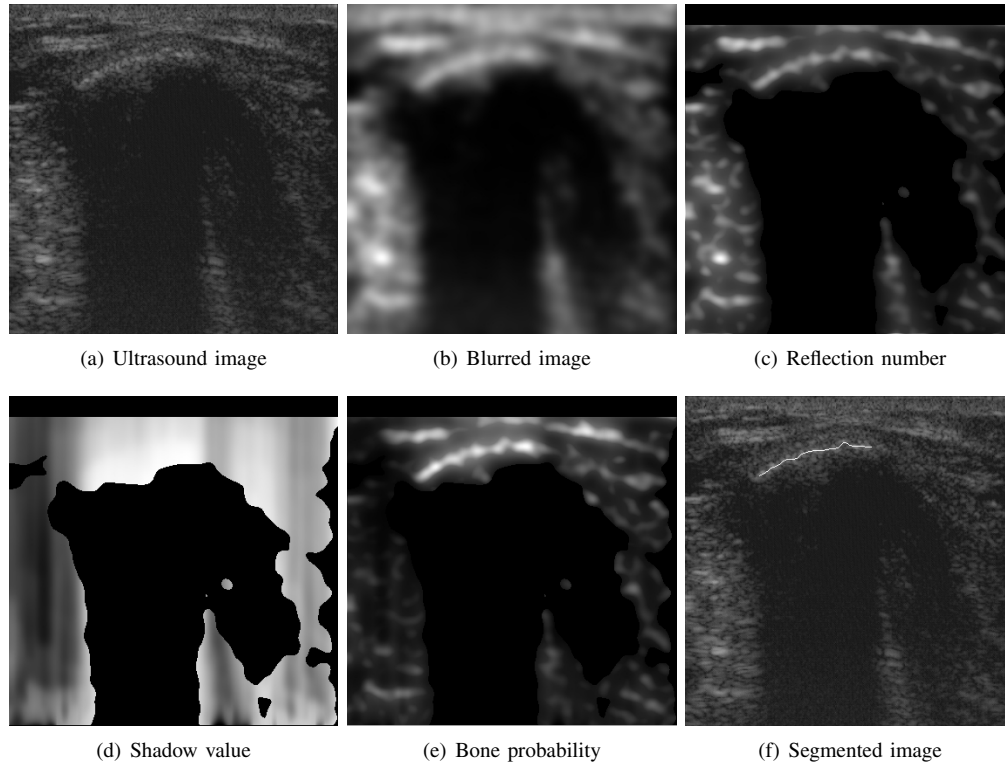 (a) Ultrasound image
(b) Blurred image
(c) Reflection number
(d) Shadow value
(e) Bone probability
(f) Segmented image